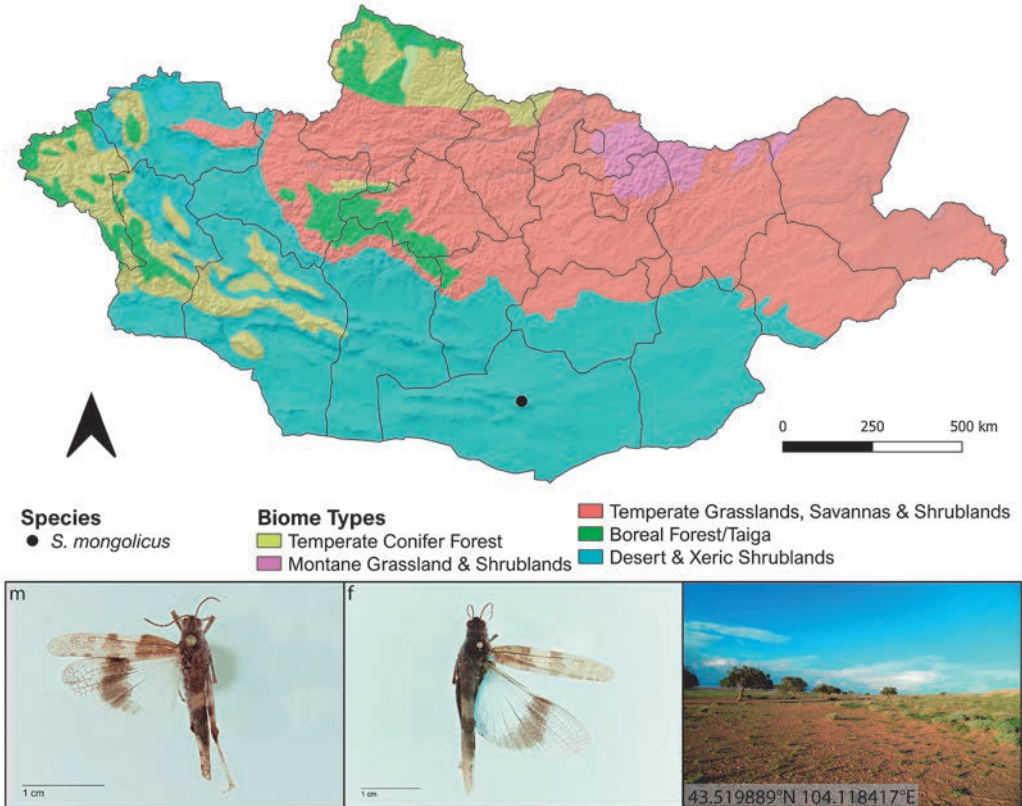 0 250 500 km
Species
S. mongolicus
Biome Types
Temperate Conifer Forest
Montane Grassland & Shrublands
Temperate Grasslands, Savannas & Shrublands
Boreal Forest/Taiga
Desert & Xeric Shrublands
m
1 cm
f
1 cm
43.519889°N 104.118417°E